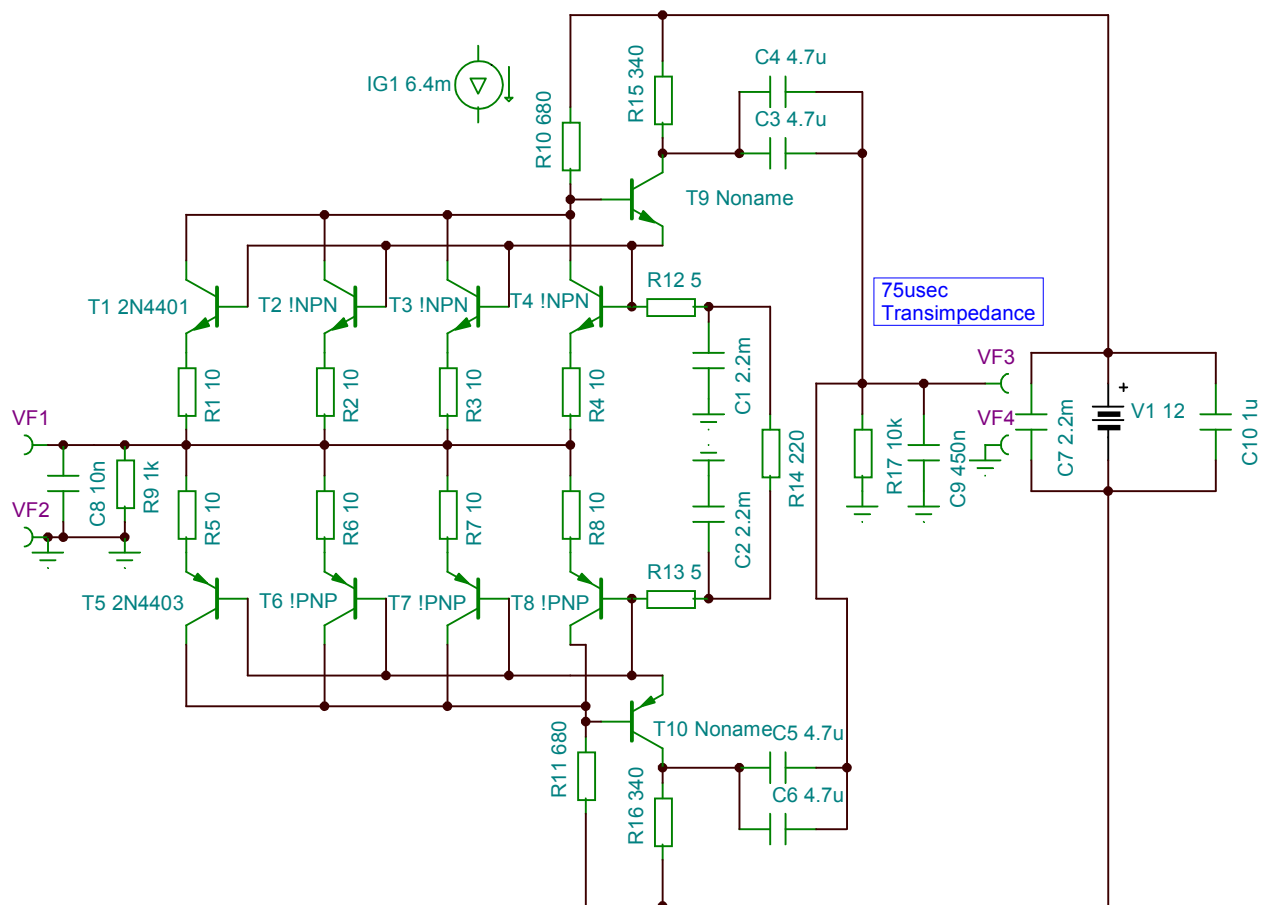 IG1 6.4m
R10 680
R15 340
C4 4.7u
C3 4.7u
T9 Noname
T1 2N4401
T2 !NPN
T3 !NPN
T4 !NPN
R12 5
75usec
Transimpedance
R1 10
R2 10
R3 10
R4 10
C1 2.2m
R14 220
VF3
VF4
R17 10k
C9 450n
C7 2.2m
+
V1 12
C10 1u
VF1
VF2
C8 10n
R9 1k
R5 10
R6 10
R7 10
R8 10
C2 2.2m
R13 5
T5 2N4403
T6 !PNP
T7 !PNP
T8 !PNP
T10 Noname
C5 4.7u
R11 680
R16 340
C6 4.7u